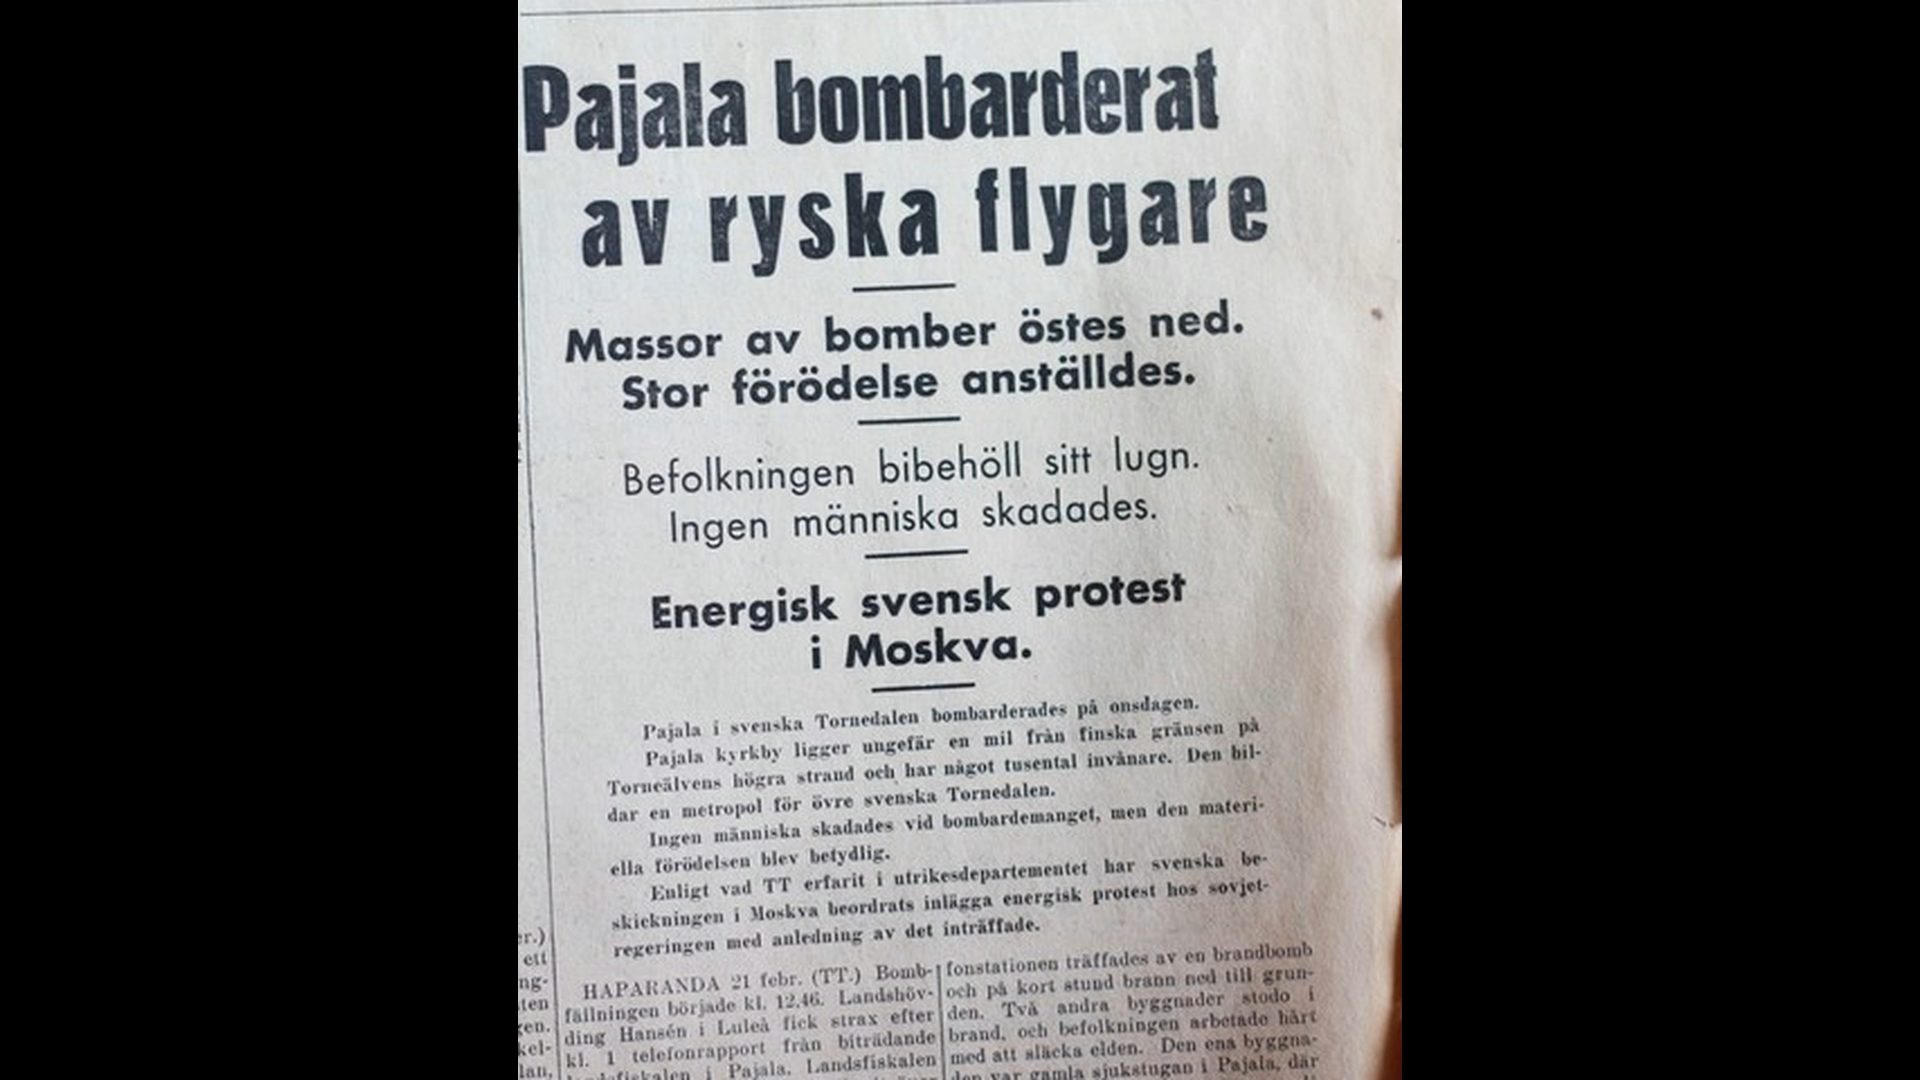 Pajala bombarderat
av ryska flygare
Massor av bomber östes ned.
Stor förödelse anställdes.
Befolkningen bibehöll sitt lugn.
Ingen människa skadades.
Energisk svensk protest
i Moskva.
Pajala i svenska Tornedalen bombarderades på onsdagen.
Pajala kyrkby ligger ungefär en mil från finska gränsen på
Torneälvens högra strand och har något tusental invånare. Den bil-
dar en metropol för övre svenska Tornedalen.
Ingen människa skadades vid bombardemanget, men den materi-
ella förödelsen blev betydlig.
Enligt vad TT erfarit i utrikesdepartementet har svenska be-
skickningen i Moskva beordrats inlägga energisk protest hos sovjet-
regeringen med anledning av det inträffade.
er.)
ett
ng-
ten
gen.
kel-
lan,
HAPARANDA 21 febr. (TT.) Bomb-
fällningen började kl. 12,46. Landshöv-
ding Hansén i Luleå fick strax efter
kl. 1 telefonrapport från biträdande
landsfiskalen i Pajala. Landsfiskalen
fonstationen träffades av en brandbomb
och på kort stund brann ned till grun-
den. Två andra byggnader stodo i
brand, och befolkningen arbetade hårt
med att släcka elden. Den ena byggna-
den var gamla sjukstugan i Pajala, där